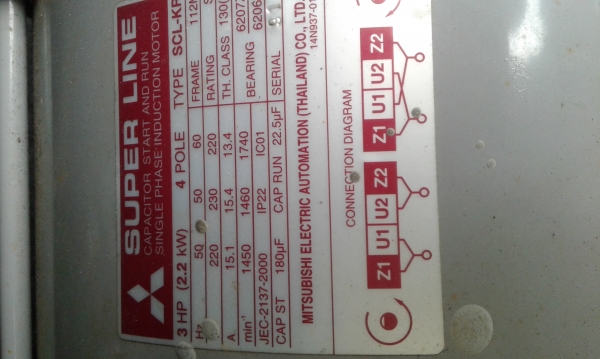 SUPER LINE
CAPACITOR START AND RUN
SINGLE PHASE INDUCTION MOTOR
3 HP (2.2 kW) 4 POLE TYPE SCL-KR
Hz 50 50 60 FRAME 112M
220 230 220 RATING
A 15.1 15.4 13.4 TH. CLASS 130(
min-1 1450 1460 1740 BEARING 6207
JEC-2137-2000 IP22 IC01 6206
CAP ST 180µF CAP RUN 22.5µF SERIAL
MITSUBISHI ELECTRIC AUTOMATION (THAILAND) CO., LTD.
14N937-01
CONNECTION DIAGRAM
Z1 U1 U2 Z2 Z1 U1 U2 Z2